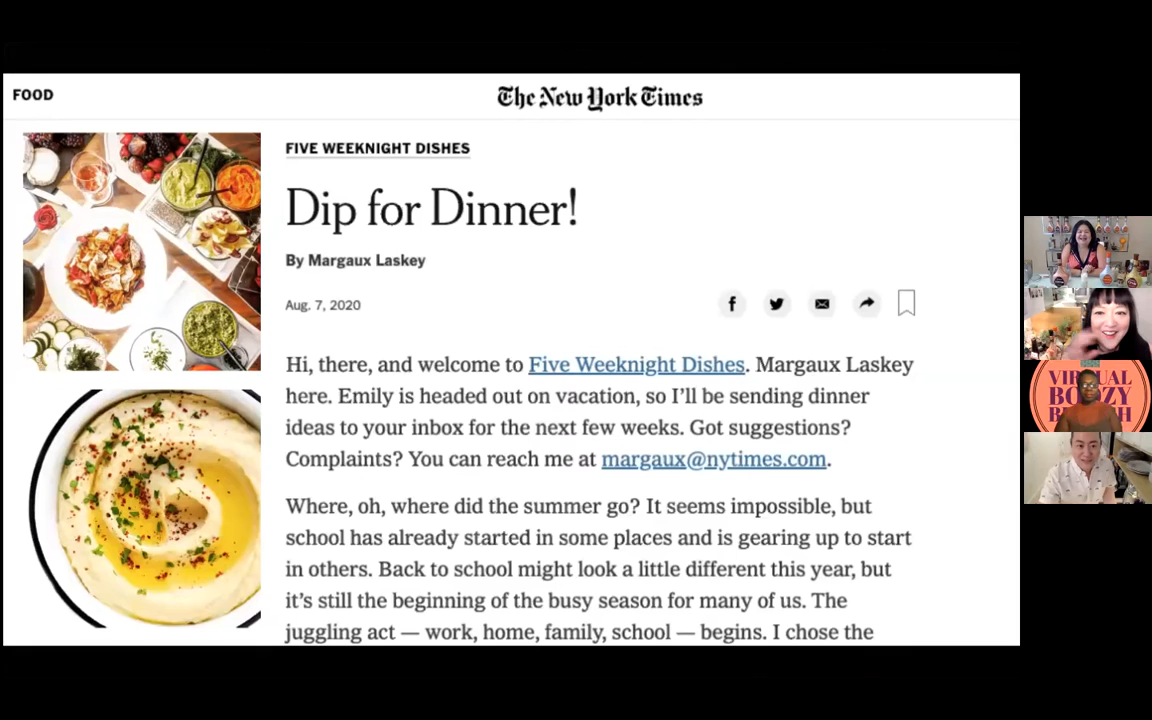 FOOD
The New York Times
FIVE WEEKNIGHT DISHES
Dip for Dinner!
By Margaux Laskey
Aug. 7, 2020
Hi, there, and welcome to Five Weeknight Dishes. Margaux Laskey
here. Emily is headed out on vacation, so I’ll be sending dinner
ideas to your inbox for the next few weeks. Got suggestions?
Complaints? You can reach me at margaux@nytimes.com.
Where, oh, where did the summer go? It seems impossible, but
school has already started in some places and is gearing up to start
in others. Back to school might look a little different this year, but
it’s still the beginning of the busy season for many of us. The
juggling act — work, home, family, school — begins. I chose the